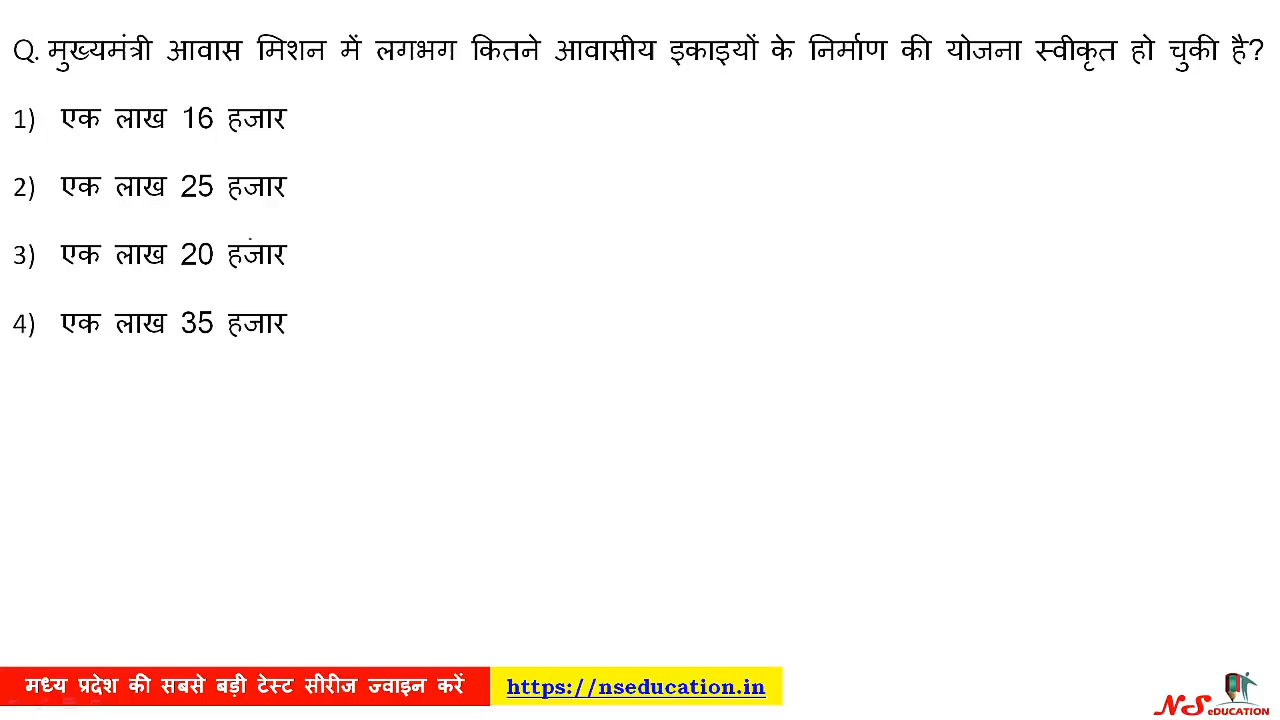 Q. मुख्यमंत्री आवास मिशन में लगभग कितने आवासीय इकाइयों के निर्माण की योजना स्वीकृत हो चुकी है?
1) एक लाख 16 हजार
2) एक लाख 25 हजार
3) एक लाख 20 हजार
4) एक लाख 35 हजार
मध्य प्रदेश की सबसे बड़ी टेस्ट सीरीज ज्वाइन करें https://nseducation.in
NS eDUCATION